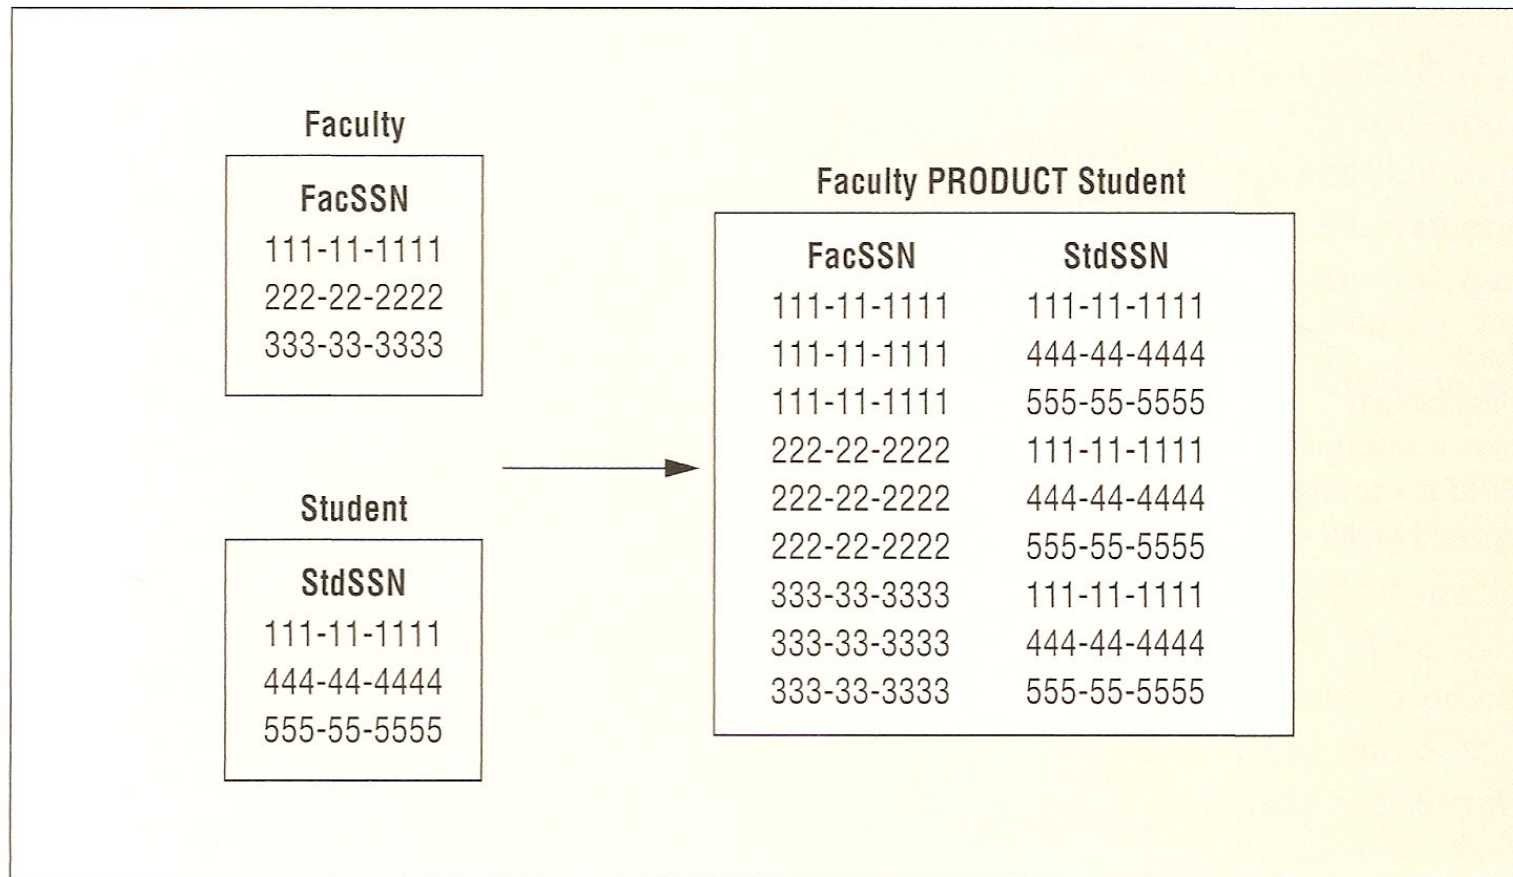 Faculty
FacSSN
111-11-1111
222-22-2222
333-33-3333
Student
StdSSN
111-11-1111
444-44-4444
555-55-5555
Faculty PRODUCT Student
FacSSN StdSSN
111-11-1111 111-11-1111
111-11-1111 444-44-4444
111-11-1111 555-55-5555
222-22-2222 111-11-1111
222-22-2222 444-44-4444
222-22-2222 555-55-5555
333-33-3333 111-11-1111
333-33-3333 444-44-4444
333-33-3333 555-55-5555